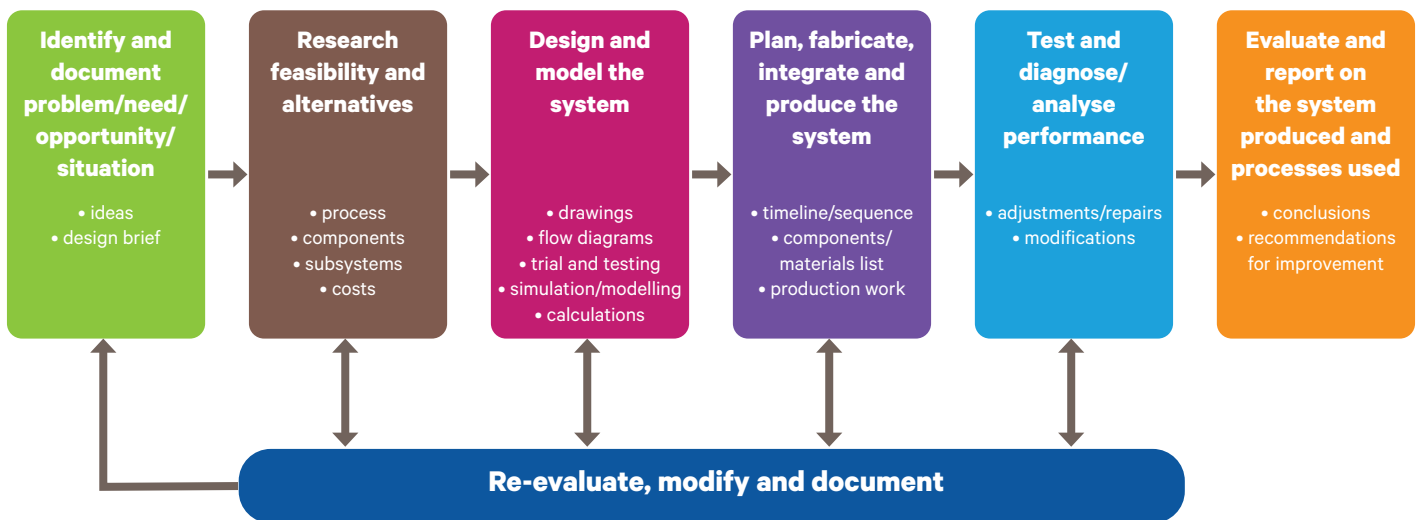 Identify and
document
problem/need/
opportunity/
situation
• ideas
• design brief
Research
feasibility and
alternatives
• process
• components
• subsystems
• costs
Design and
model the
system
• drawings
• flow diagrams
• trial and testing
• simulation/modelling
• calculations
Plan, fabricate,
integrate and
produce the
system
• timeline/sequence
• components/
materials list
• production work
Test and
diagnose/
analyse
performance
• adjustments/repairs
• modifications
Evaluate and
report on
the system
produced and
processes used
• conclusions
• recommendations
for improvement
Re-evaluate, modify and document